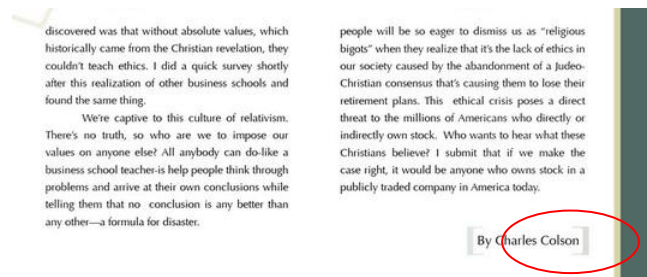 discovered was that without absolute values, which
historically came from the Christian revelation, they
couldn't teach ethics. I did a quick survey shortly
after this realization of other business schools and
found the same thing.
We're captive to this culture of relativism.
There's no truth, so who are we to impose our
values on anyone else? All anybody can do-like a
business school teacher-is help people think through
problems and arrive at their own conclusions while
telling them that no conclusion is any better than
any other—a formula for disaster.
people will be so eager to dismiss us as "religious
bigots" when they realize that it's the lack of ethics in
our society caused by the abandonment of a Judeo-
Christian consensus that's causing them to lose their
retirement plans. This ethical crisis poses a direct
threat to the millions of Americans who directly or
indirectly own stock. Who wants to hear what these
Christians believe? I submit that if we make the
case right, it would be anyone who owns stock in a
publicly traded company in America today.
By Charles Colson